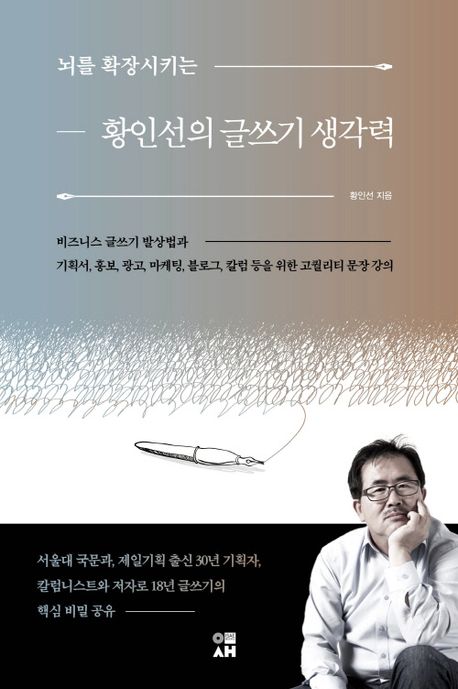 뇌를 확장시키는
황인선의 글쓰기 생각력
황인선 지음
비즈니스 글쓰기 발상법과
기획서, 홍보, 광고, 마케팅, 블로그, 칼럼 등을 위한 고퀄리티 문장 강의
서울대 국문과, 제일기획 출신 30년 기획자,
칼럼니스트와 저자로 18년 글쓰기의
핵심 비밀 공유